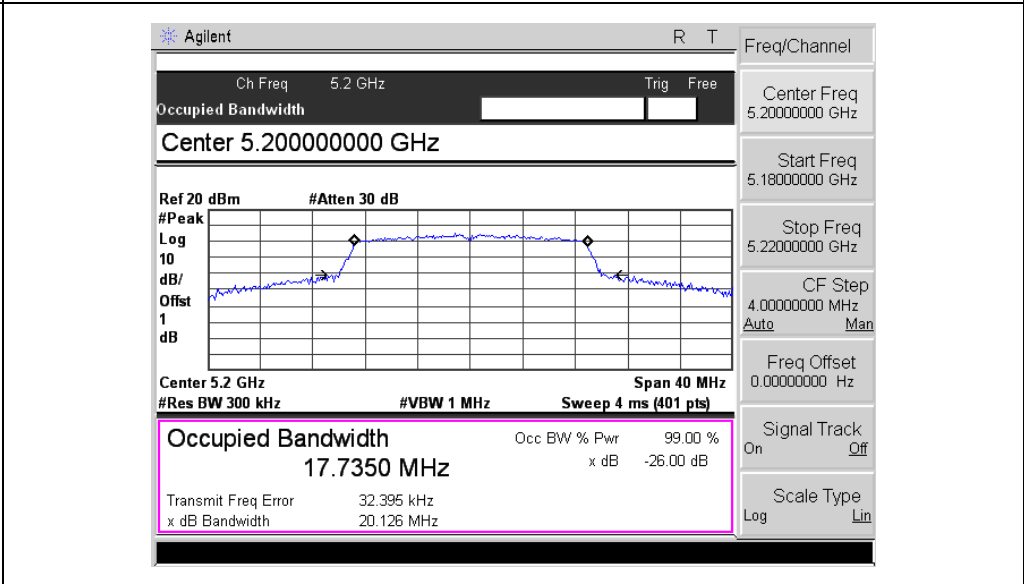 Agilent
R T
Ch Freq 5.2 GHz Trig Free
Occupied Bandwidth
Center 5.200000000 GHz
Ref 20 dBm #Atten 30 dB
#Peak
Log
10
dB/
Offst
1
dB
Center 5.2 GHz Span 40 MHz
#Res BW 300 kHz #VBW 1 MHz Sweep 4 ms (401 pts)
Occupied Bandwidth Occ BW % Pwr 99.00 %
17.7350 MHz x dB -26.00 dB
Transmit Freq Error 32.395 kHz
x dB Bandwidth 20.126 MHz
Freq/Channel
Center Freq
5.20000000 GHz
Start Freq
5.18000000 GHz
Stop Freq
5.22000000 GHz
CF Step
4.00000000 MHz
Auto Man
Freq Offset
0.00000000 Hz
Signal Track
On Off
Scale Type
Log Lin